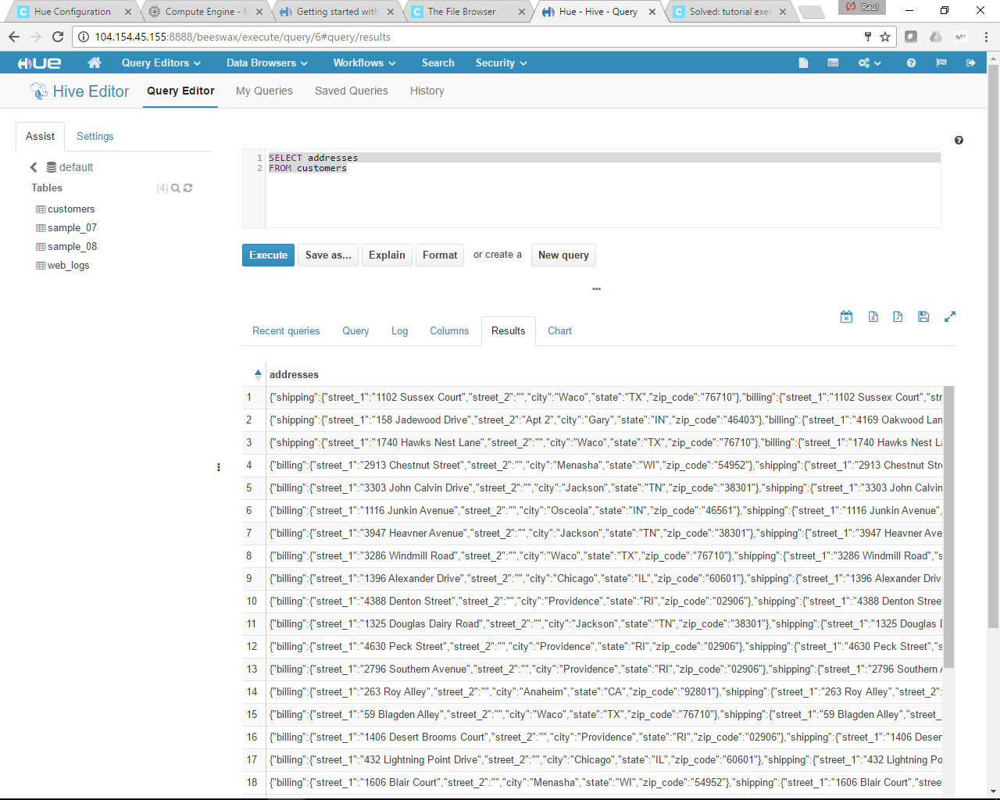 Hue Configuration
Compute Engine - M
Getting started with
The File Browser
Hue - Hive - Query
Solved: tutorial exer
Raul
104.154.45.155:8888/beeswax/execute/query/6#query/results
HUE Query Editors Data Browsers Workflows Search Security
Hive Editor Query Editor My Queries Saved Queries History
Assist Settings
default
Tables (4)
customers
sample_07
sample_08
web_logs
1 SELECT addresses
2 FROM customers
Execute Save as... Explain Format or create a New query
Recent queries Query Log Columns Results Chart
addresses
1 {"shipping":{"street_1":"1102 Sussex Court","street_2":"","city":"Waco","state":"TX","zip_code":"76710"},"billing":{"street_1":"1102 Sussex Court","str
2 {"shipping":{"street_1":"158 Jadewood Drive","street_2":"Apt 2","city":"Gary","state":"IN","zip_code":"46403"},"billing":{"street_1":"4169 Oakwood Lan
3 {"shipping":{"street_1":"1740 Hawks Nest Lane","street_2":"","city":"Waco","state":"TX","zip_code":"76710"},"billing":{"street_1":"1740 Hawks Nest L
4 {"billing":{"street_1":"2913 Chestnut Street","street_2":"","city":"Menasha","state":"WI","zip_code":"54952"},"shipping":{"street_1":"2913 Chestnut Str
5 {"billing":{"street_1":"3303 John Calvin Drive","street_2":"","city":"Jackson","state":"TN","zip_code":"38301"},"shipping":{"street_1":"3303 John Calvin
6 {"billing":{"street_1":"1116 Junkin Avenue","street_2":"","city":"Osceola","state":"IN","zip_code":"46561"},"shipping":{"street_1":"1116 Junkin Avenue",
7 {"billing":{"street_1":"3947 Heavner Avenue","street_2":"","city":"Jackson","state":"TN","zip_code":"38301"},"shipping":{"street_1":"3947 Heavner Ave
8 {"billing":{"street_1":"3286 Windmill Road","street_2":"","city":"Waco","state":"TX","zip_code":"76710"},"shipping":{"street_1":"3286 Windmill Road","s
9 {"billing":{"street_1":"1396 Alexander Drive","street_2":"","city":"Chicago","state":"IL","zip_code":"60601"},"shipping":{"street_1":"1396 Alexander Driv
10 {"billing":{"street_1":"4388 Denton Street","street_2":"","city":"Providence","state":"RI","zip_code":"02906"},"shipping":{"street_1":"4388 Denton Stree
11 {"billing":{"street_1":"1325 Douglas Dairy Road","street_2":"","city":"Jackson","state":"TN","zip_code":"38301"},"shipping":{"street_1":"1325 Douglas D
12 {"billing":{"street_1":"4630 Peck Street","street_2":"","city":"Providence","state":"RI","zip_code":"02906"},"shipping":{"street_1":"4630 Peck Street","s
13 {"billing":{"street_1":"2796 Southern Avenue","street_2":"","city":"Providence","state":"RI","zip_code":"02906"},"shipping":{"street_1":"2796 Southern A
14 {"billing":{"street_1":"263 Roy Alley","street_2":"","city":"Anaheim","state":"CA","zip_code":"92801"},"shipping":{"street_1":"263 Roy Alley","street_2":
15 {"billing":{"street_1":"59 Blagden Alley","street_2":"","city":"Waco","state":"TX","zip_code":"76710"},"shipping":{"street_1":"59 Blagden Alley","street_
16 {"billing":{"street_1":"1406 Desert Brooms Court","street_2":"","city":"Providence","state":"RI","zip_code":"02906"},"shipping":{"street_1":"1406 Deser
17 {"billing":{"street_1":"432 Lightning Point Drive","street_2":"","city":"Chicago","state":"IL","zip_code":"60601"},"shipping":{"street_1":"432 Lightning Po
18 {"billing":{"street_1":"1606 Blair Court","street_2":"","city":"Menasha","state":"WI","zip_code":"54952"},"shipping":{"street_1":"1606 Blair Court","stree